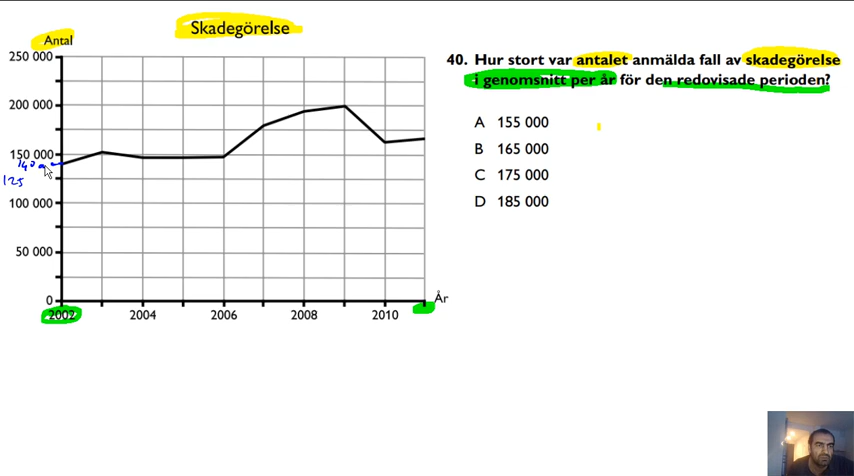 Skadegörelse
Antal
250 000
200 000
150 000
125
100 000
50 000
0
År
2002
2004
2006
2008
2010
40. Hur stort var antalet anmälda fall av skadegörelse
i genomsnitt per år för den redovisade perioden?
A 155 000
B 165 000
C 175 000
D 185 000